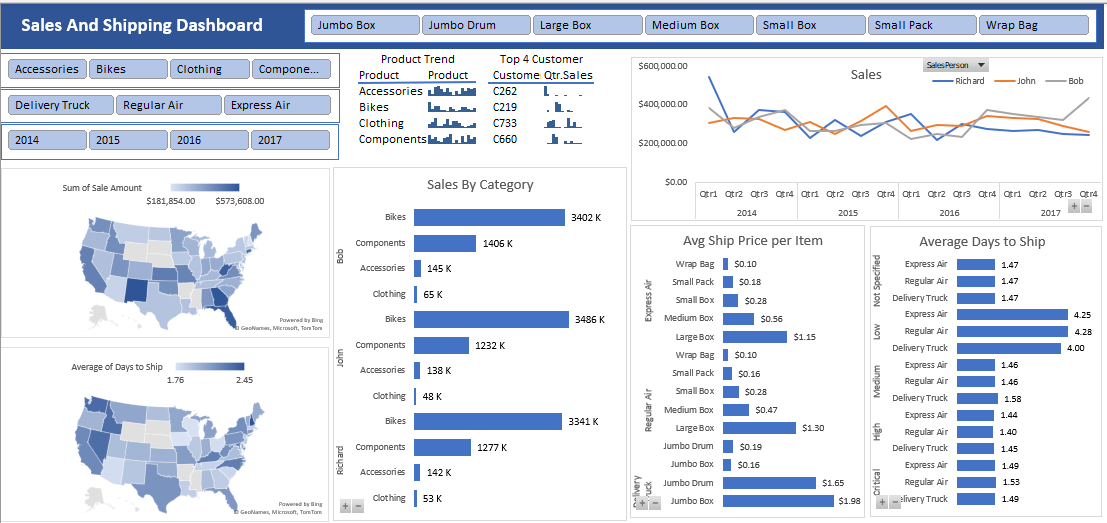 Sales And Shipping Dashboard
Jumbo Box Jumbo Drum Large Box Medium Box Small Box Small Pack Wrap Bag
Accessories Bikes Clothing Compone...
Delivery Truck Regular Air Express Air
2014 2015 2016 2017
Product Trend
Product Product
Accessories
Bikes
Clothing
Components
Top 4 Customer
Custome Qtr.Sales
C262
C219
C733
C660
SalesPerson
Sales
Richard John Bob
$600,000.00
$400,000.00
$200,000.00
$0.00
Qtr1 Qtr2 Qtr3 Qtr4 Qtr1 Qtr2 Qtr3 Qtr4 Qtr1 Qtr2 Qtr3 Qtr4 Qtr1 Qtr2 Qtr3 Qtr4
2014 2015 2016 2017
+ −
Sum of Sale Amount
$181,854.00 $573,608.00
Powered by Bing
© GeoNames, Microsoft, TomTom
Average of Days to Ship
1.76 2.45
Powered by Bing
© GeoNames, Microsoft, TomTom
Sales By Category
Bob
Bikes 3402 K
Components 1406 K
Accessories 145 K
Clothing 65 K
John
Bikes 3486 K
Components 1232 K
Accessories 138 K
Clothing 48 K
Richard
Bikes 3341 K
Components 1277 K
Accessories 142 K
Clothing 53 K
+ −
Avg Ship Price per Item
Express Air
Wrap Bag $0.10
Small Pack $0.18
Small Box $0.28
Medium Box $0.56
Large Box $1.15
Regular Air
Wrap Bag $0.10
Small Pack $0.16
Small Box $0.28
Medium Box $0.47
Large Box $1.30
Jumbo Drum $0.19
Jumbo Box $0.16
Delivery
Jumbo Drum $1.65
Jumbo Box $1.98
+ −
Average Days to Ship
Not Specified
Express Air 1.47
Regular Air 1.47
Delivery Truck 1.47
Low
Express Air 4.25
Regular Air 4.28
Delivery Truck 4.00
Medium
Express Air 1.46
Regular Air 1.46
Delivery Truck 1.58
High
Express Air 1.44
Regular Air 1.40
Delivery Truck 1.45
Critical
Express Air 1.49
Regular Air 1.53
elivery Truck 1.49
+ −